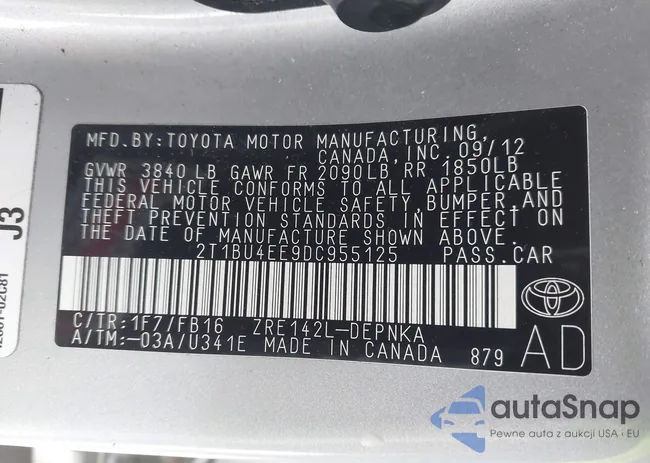 MFD.BY:TOYOTA MOTOR MANUFACTURING,
CANADA,INC. 09/12
GVWR 3840 LB GAWR FR 2090LB, RR 1850LB
THIS VEHICLE CONFORMS TO ALL APPLICABLE
FEDERAL MOTOR VEHICLE SAFETY,BUMPER,AND
THEFT PREVENTION STANDARDS IN EFFECT ON
THE DATE OF MANUFACTURE SHOWN ABOVE.
2T1BU4EE9DC955125 PASS.CAR
C/TR:1F7/FB16 ZRE142L-DEPNKA
A/TM:-03A/U341E MADE IN CANADA 879
AD
J3
autoSnap
Pewne auta z aukcji USA i EU